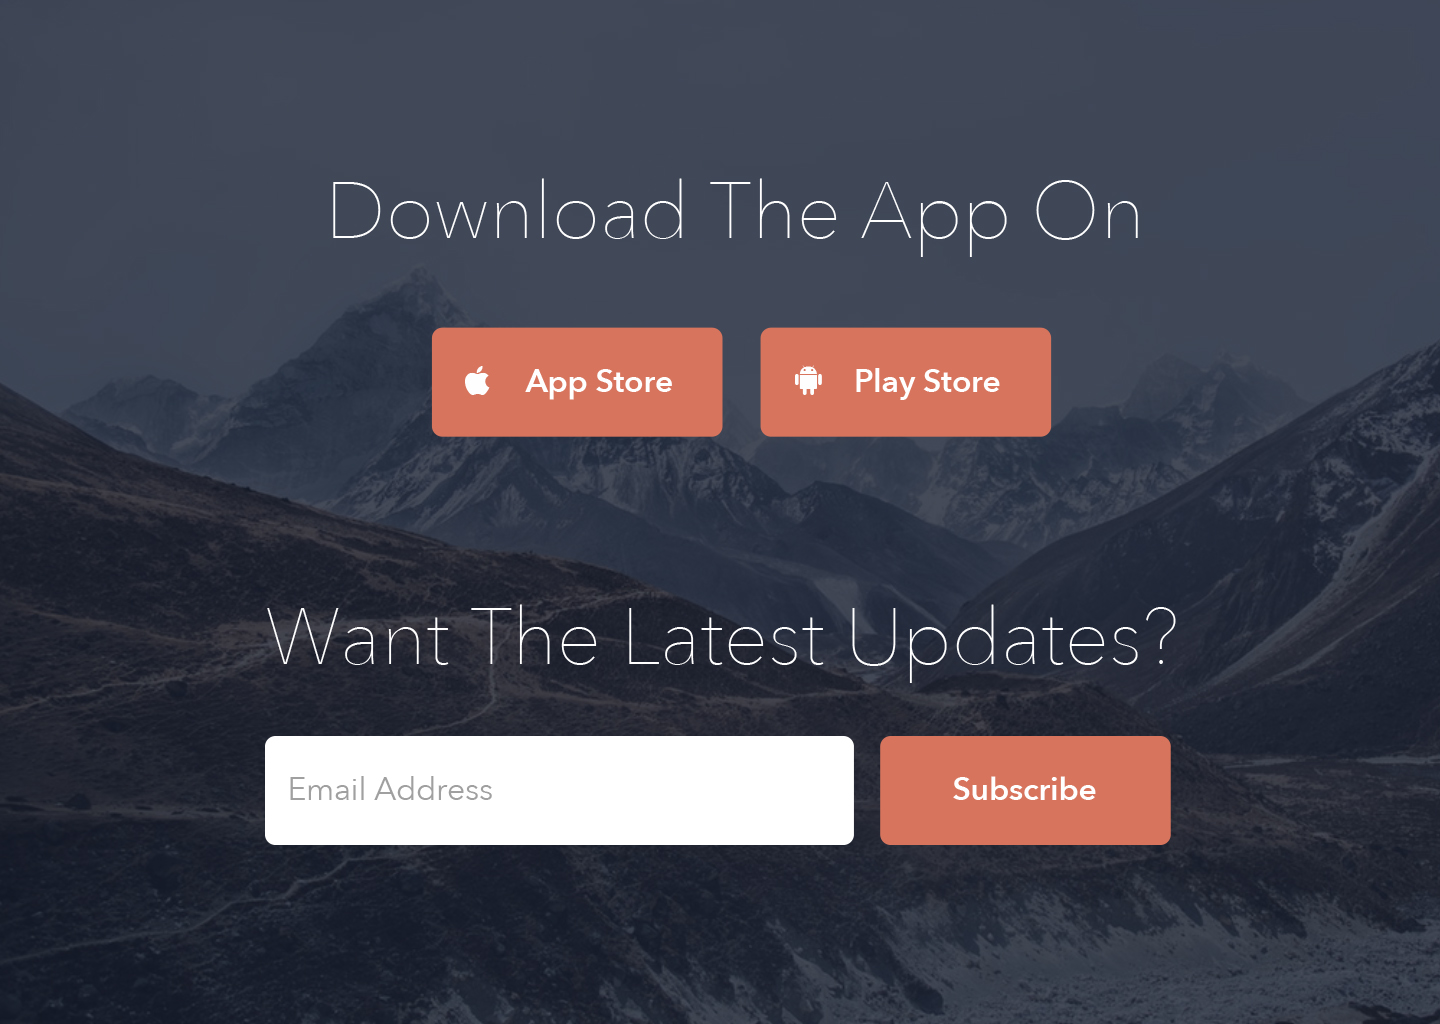 Download The App On
App Store
Play Store
Want The Latest Updates?
Email Address
Subscribe